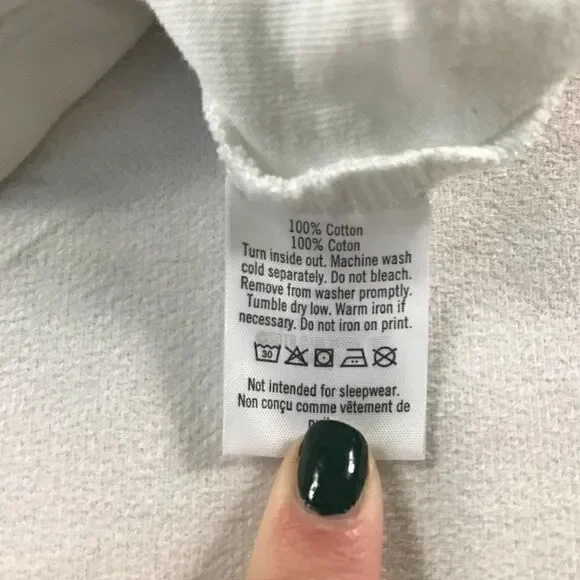 100% Cotton
100% Coton
Turn inside out. Machine wash
cold separately. Do not bleach.
Remove from washer promptly.
Tumble dry low. Warm iron if
necessary. Do not iron on print.
30
Not intended for sleepwear.
Non conçu comme vêtement de